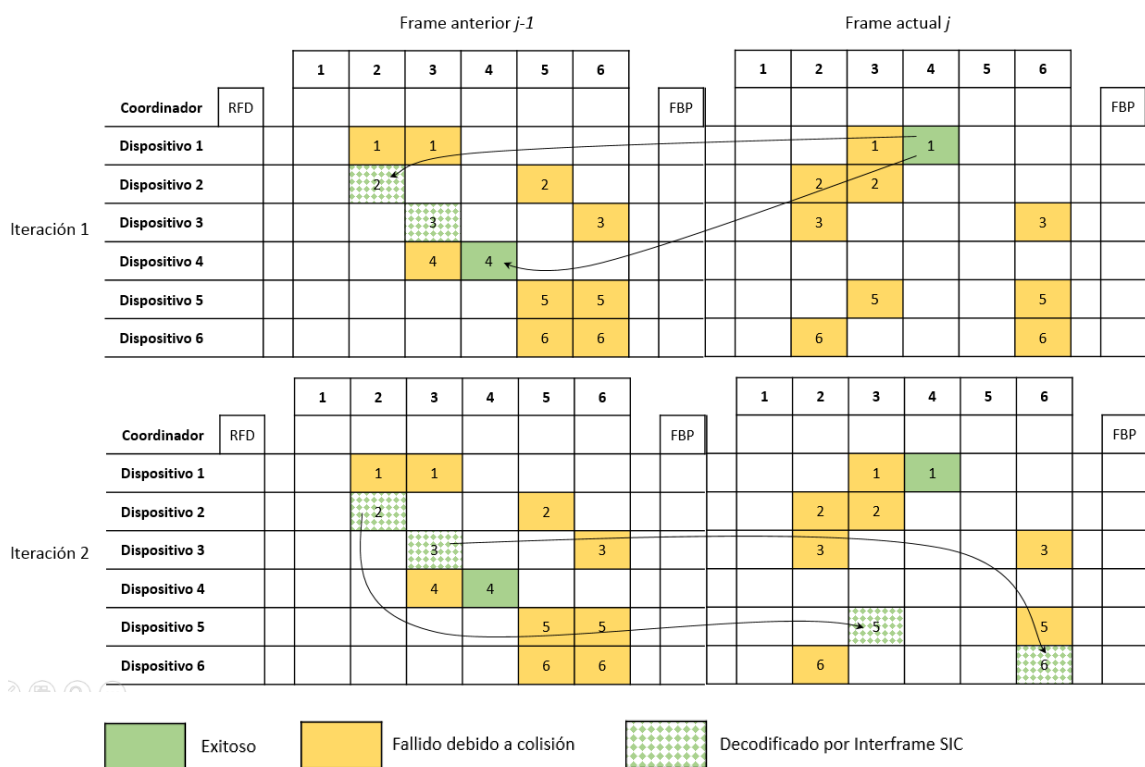 Frame anterior j-1 Frame actual j
1 2 3 4 5 6 1 2 3 4 5 6
Coordinador RFD FBP FBP
Dispositivo 1 1 1 1 1
Dispositivo 2 2 2 2 2
Iteración 1
Dispositivo 3 3 3 3 3
Dispositivo 4 4 4
Dispositivo 5 5 5 5 5
Dispositivo 6 6 6 6 6
1 2 3 4 5 6 1 2 3 4 5 6
Coordinador RFD FBP FBP
Dispositivo 1 1 1 1 1
Dispositivo 2 2 2 2 2
Iteración 2
Dispositivo 3 3 3 3 3
Dispositivo 4 4 4
Dispositivo 5 5 5 5 5
Dispositivo 6 6 6 6 6
Exitoso Fallido debido a colisión Decodificado por Interframe SIC